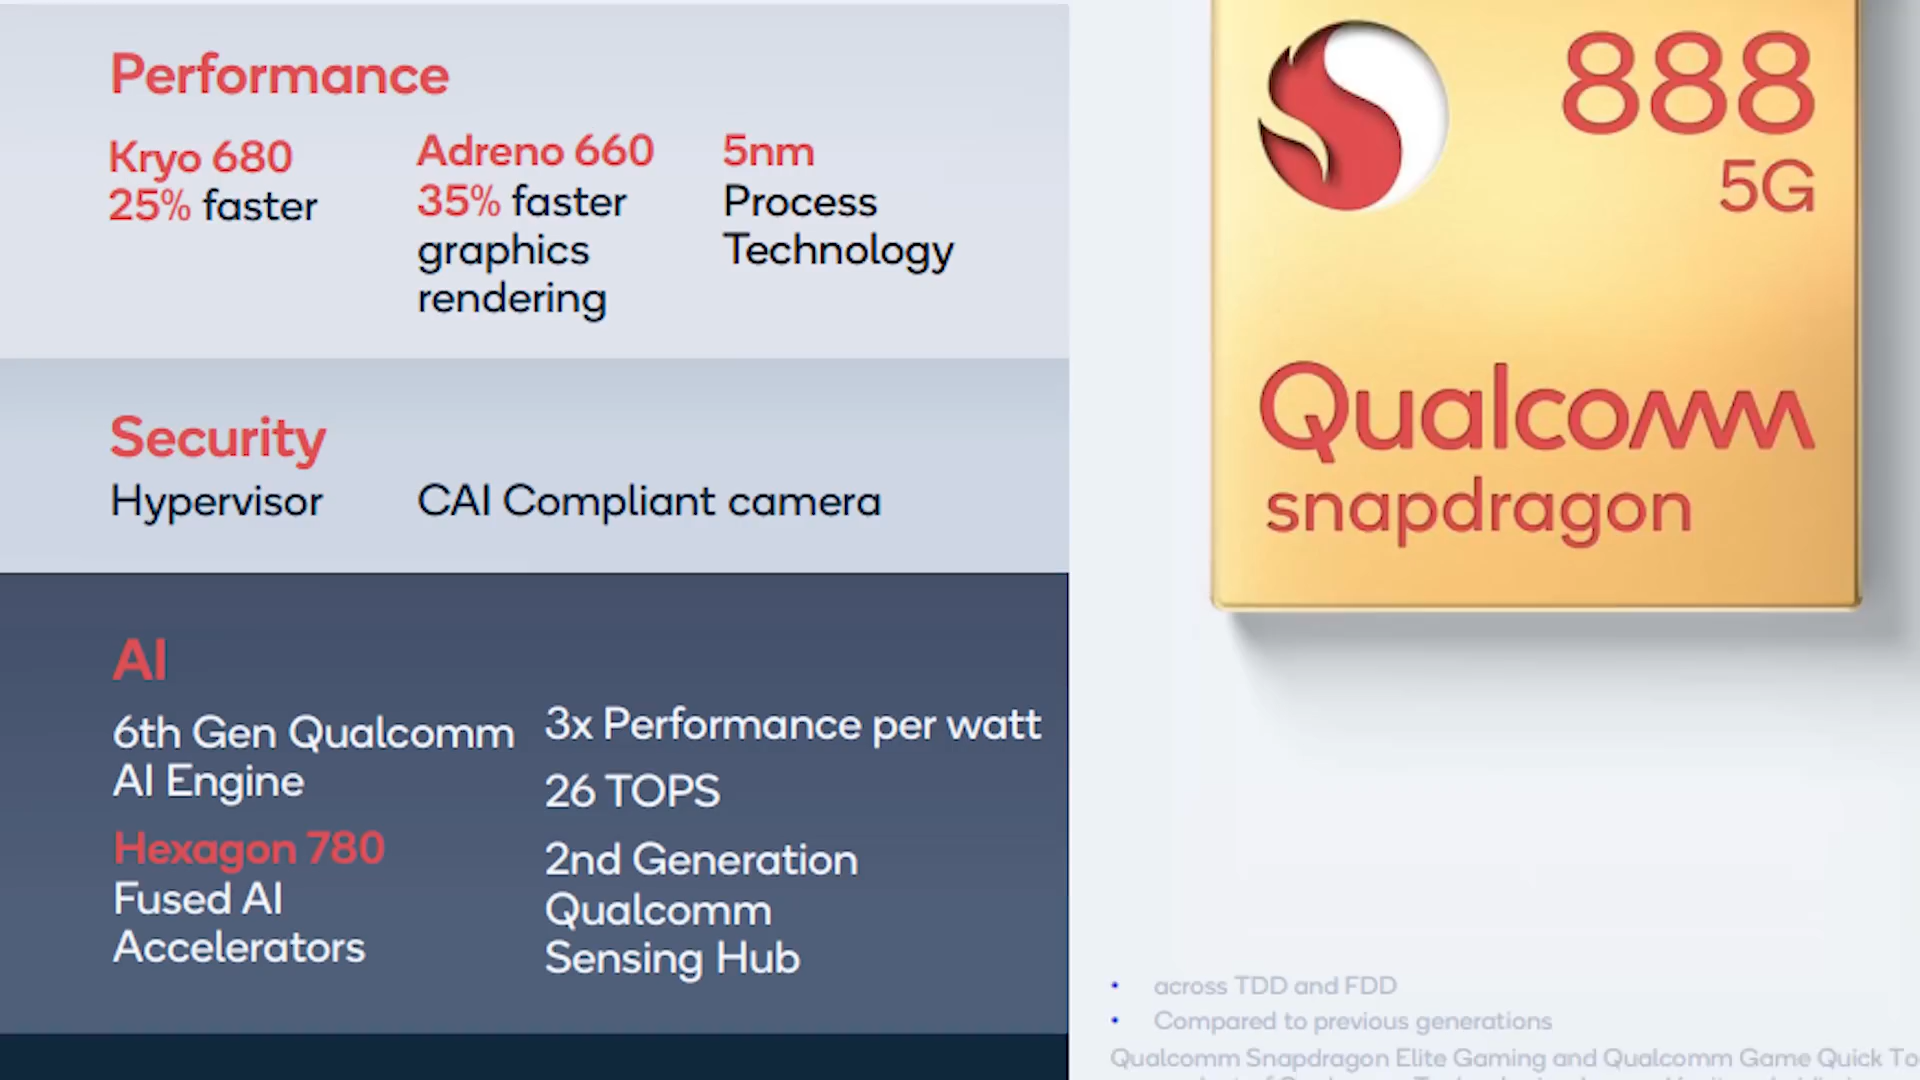 Performance
Kryo 680
25% faster
Adreno 660
35% faster
graphics
rendering
5nm
Process
Technology
Security
Hypervisor
CAI Compliant camera
AI
6th Gen Qualcomm
AI Engine
Hexagon 780
Fused AI
Accelerators
3x Performance per watt
26 TOPS
2nd Generation
Qualcomm
Sensing Hub
888
5G
Qualcomm
snapdragon
• across TDD and FDD
• Compared to previous generations
Qualcomm Snapdragon Elite Gaming and Qualcomm Game Quick